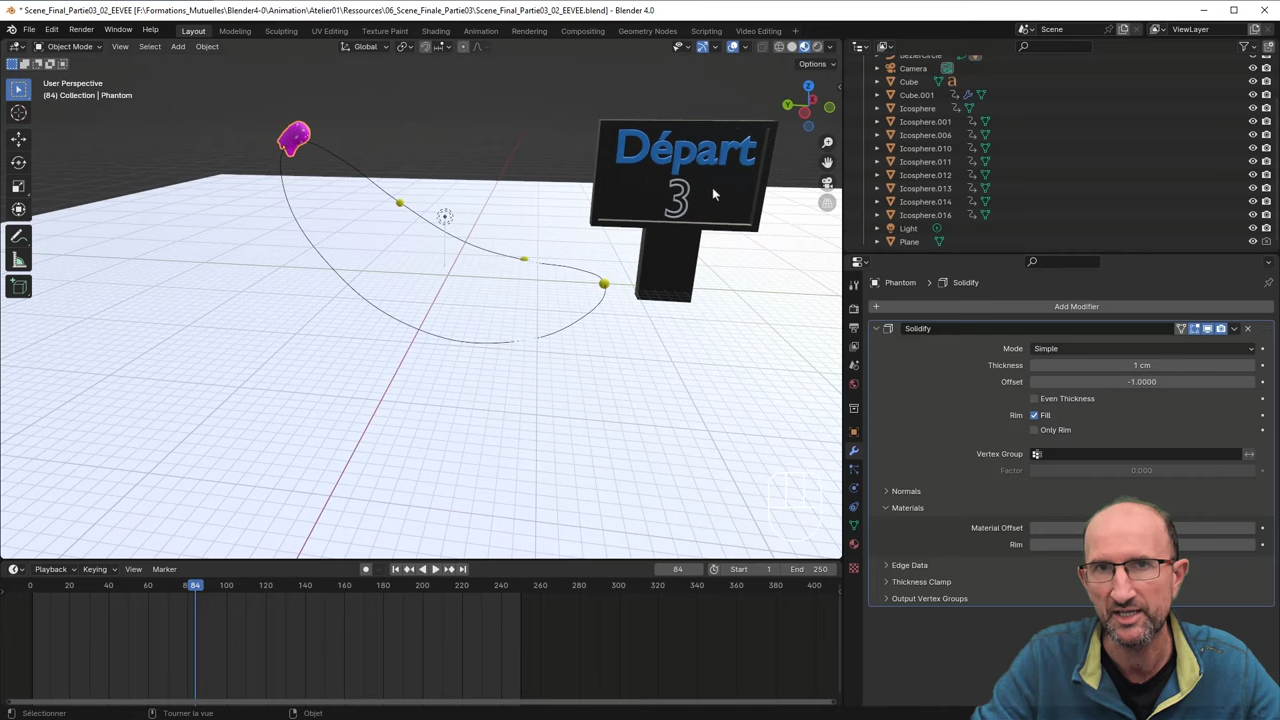 * Scene_Final_Partie03_02_EEVEE [F:\Formations_Mutuelles\Blender4-0\Animation\Atelier01\Ressources\06_Scene_Finale_Partie03\Scene_Final_Partie03_02_EEVEE.blend] - Blender 4.0
File Edit Render Window Help Layout Modeling Sculpting UV Editing Texture Paint Shading Animation Rendering Compositing Geometry Nodes Scripting Video Editing Scene ViewLayer
Object Mode View Select Add Object Global
Options
User Perspective
(84) Collection | Phantom
Z
Y
X
Départ
3
BezierCircle
Camera
Cube
Cube.001
Icosphere
Icosphere.001
Icosphere.006
Icosphere.010
Icosphere.011
Icosphere.012
Icosphere.013
Icosphere.014
Icosphere.016
Light
Plane
Phantom Solidify
Add Modifier
Solidify
Mode Simple
Thickness 1 cm
Offset -1.0000
Even Thickness
Rim Fill
Only Rim
Vertex Group
Factor 0.000
Normals
Materials
Material Offset
Rim
Edge Data
Thickness Clamp
Output Vertex Groups
Playback Keying View Marker 84 Start 1 End 250
0 84 100 120 140 160 180 200 220 240 260 280 300 320 340 360 380 400
20 40 60
Sélectionner Tourner la vue Objet